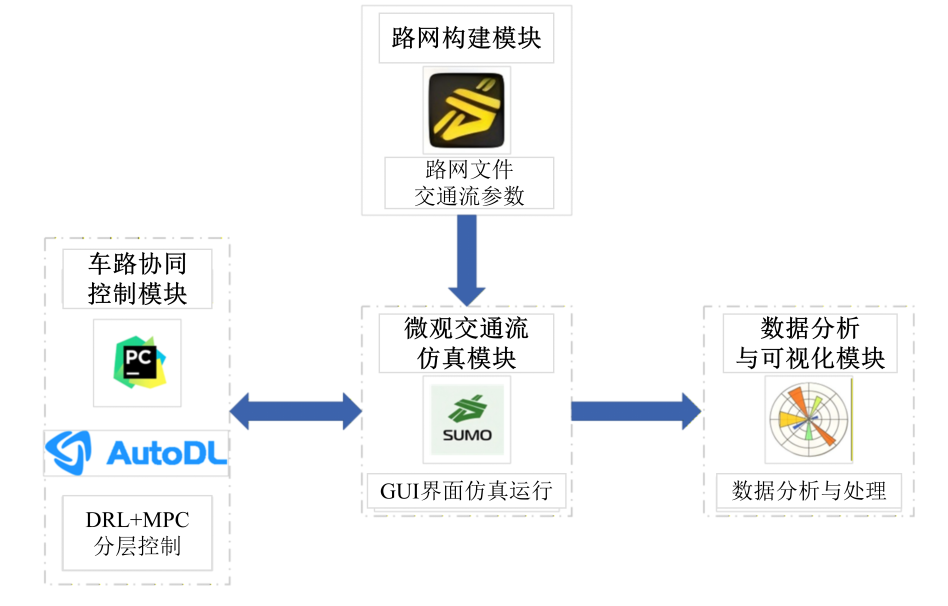 路网构建模块
路网文件
交通流参数
车路协同
控制模块
PC
AutoDL
DRL+MPC
分层控制
微观交通流
仿真模块
SUMO
GUI界面仿真运行
数据分析
与可视化模块
数据分析与处理